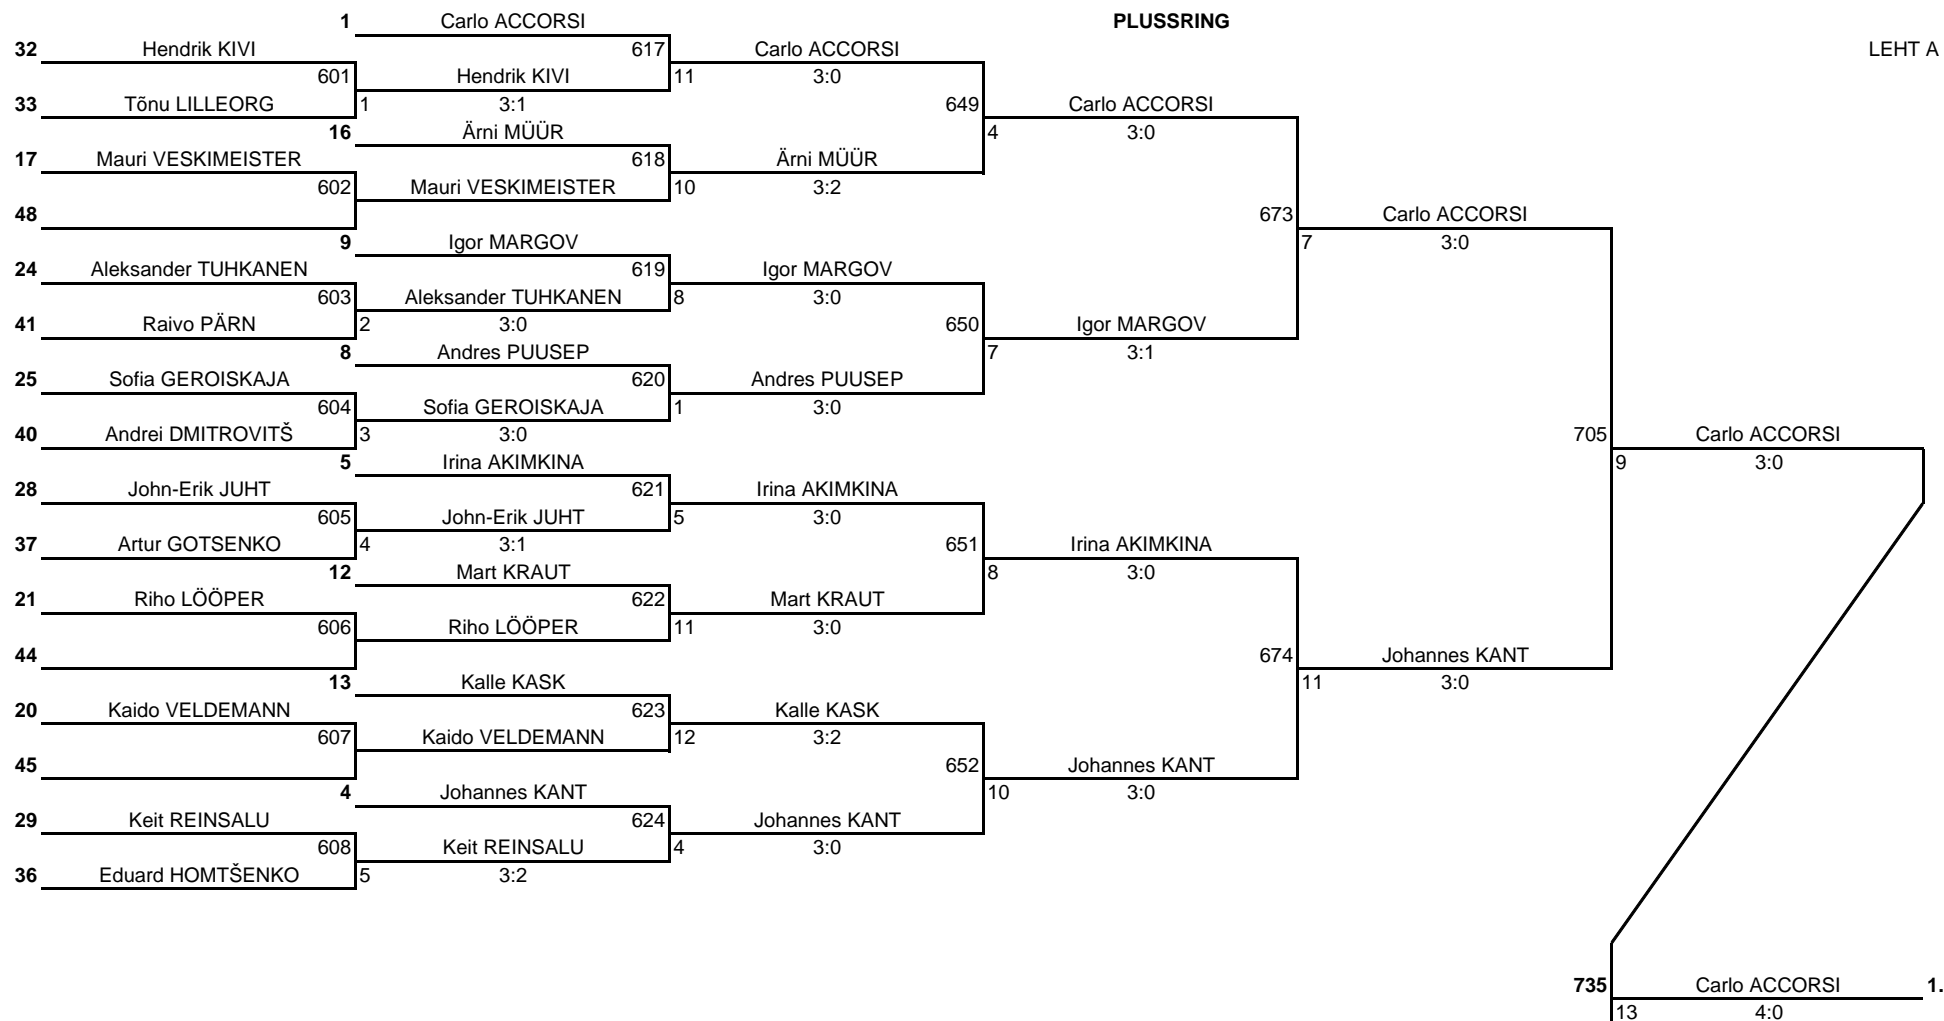 1 Carlo ACCORSI PLUSSRING
32 Hendrik KIVI 617 Carlo ACCORSI LEHT A
601 Hendrik KIVI 11 3:0
33 Tõnu LILLEORG 1 3:1 649 Carlo ACCORSI
16 Ärni MÜÜR 4 3:0
17 Mauri VESKIMEISTER 618 Ärni MÜÜR
602 Mauri VESKIMEISTER 10 3:2
48 673 Carlo ACCORSI
9 Igor MARGOV 7 3:0
24 Aleksander TUHKANEN 619 Igor MARGOV
603 Aleksander TUHKANEN 8 3:0
41 Raivo PÄRN 2 3:0 650 Igor MARGOV
8 Andres PUUSEP 7 3:1
25 Sofia GEROISKAJA 620 Andres PUUSEP
604 Sofia GEROISKAJA 1 3:0
40 Andrei DMITROVITŠ 3 3:0 705 Carlo ACCORSI
5 Irina AKIMKINA 9 3:0
28 John-Erik JUHT 621 Irina AKIMKINA
605 John-Erik JUHT 5 3:0
37 Artur GOTSENKO 4 3:1 651 Irina AKIMKINA
12 Mart KRAUT 8 3:0
21 Riho LÖÖPER 622 Mart KRAUT
606 Riho LÖÖPER 11 3:0
44 674 Johannes KANT
13 Kalle KASK 11 3:0
20 Kaido VELDEMANN 623 Kalle KASK
607 Kaido VELDEMANN 12 3:2
45 652 Johannes KANT
4 Johannes KANT 10 3:0
29 Keit REINSALU 624 Johannes KANT
608 Keit REINSALU 4 3:0
36 Eduard HOMTŠENKO 5 3:2
735 Carlo ACCORSI 1.
13 4:0